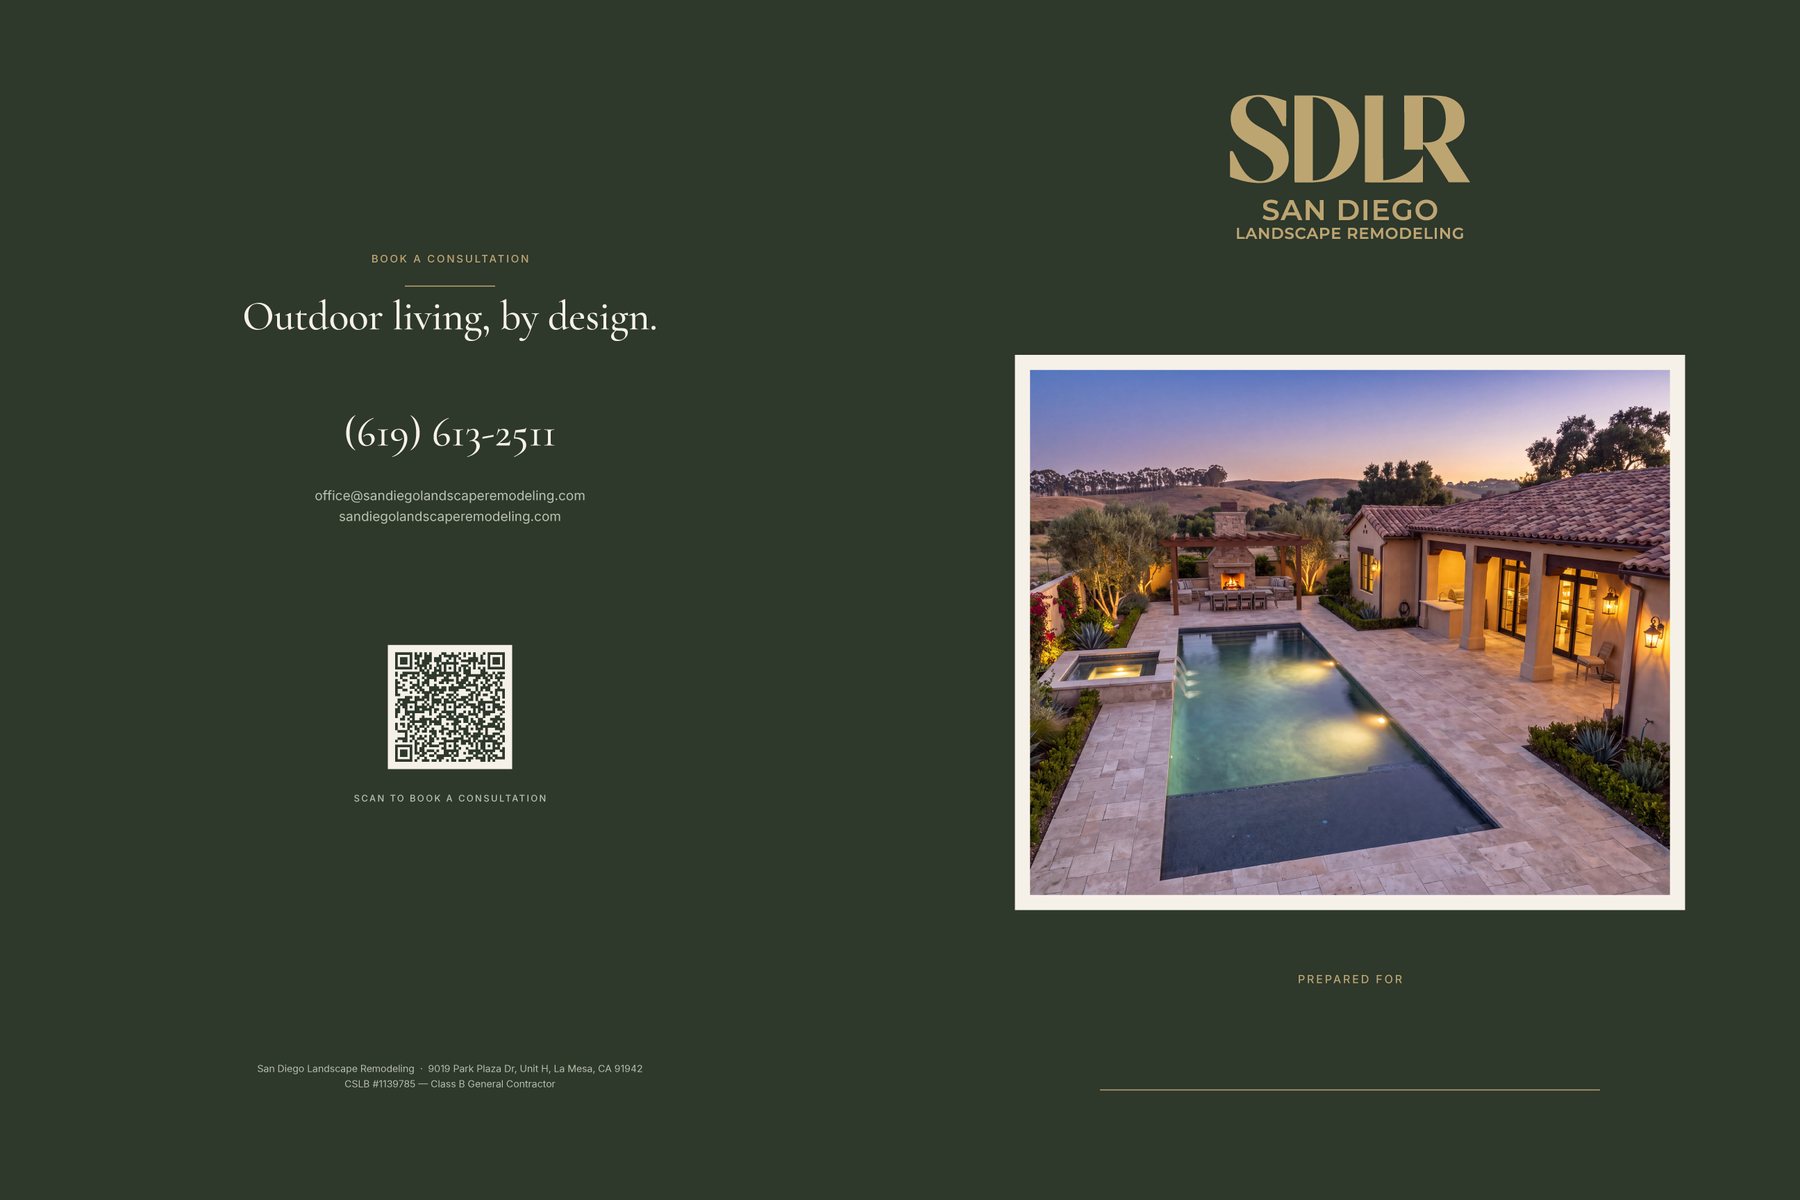 BOOK A CONSULTATION
Outdoor living, by design.
(619) 613-2511
office@sandiegolandscaperemodeling.com
sandiegolandscaperemodeling.com
SCAN TO BOOK A CONSULTATION
San Diego Landscape Remodeling · 9019 Park Plaza Dr, Unit H, La Mesa, CA 91942
CSLB #1139785 — Class B General Contractor
SDLR
SAN DIEGO
LANDSCAPE REMODELING
PREPARED FOR